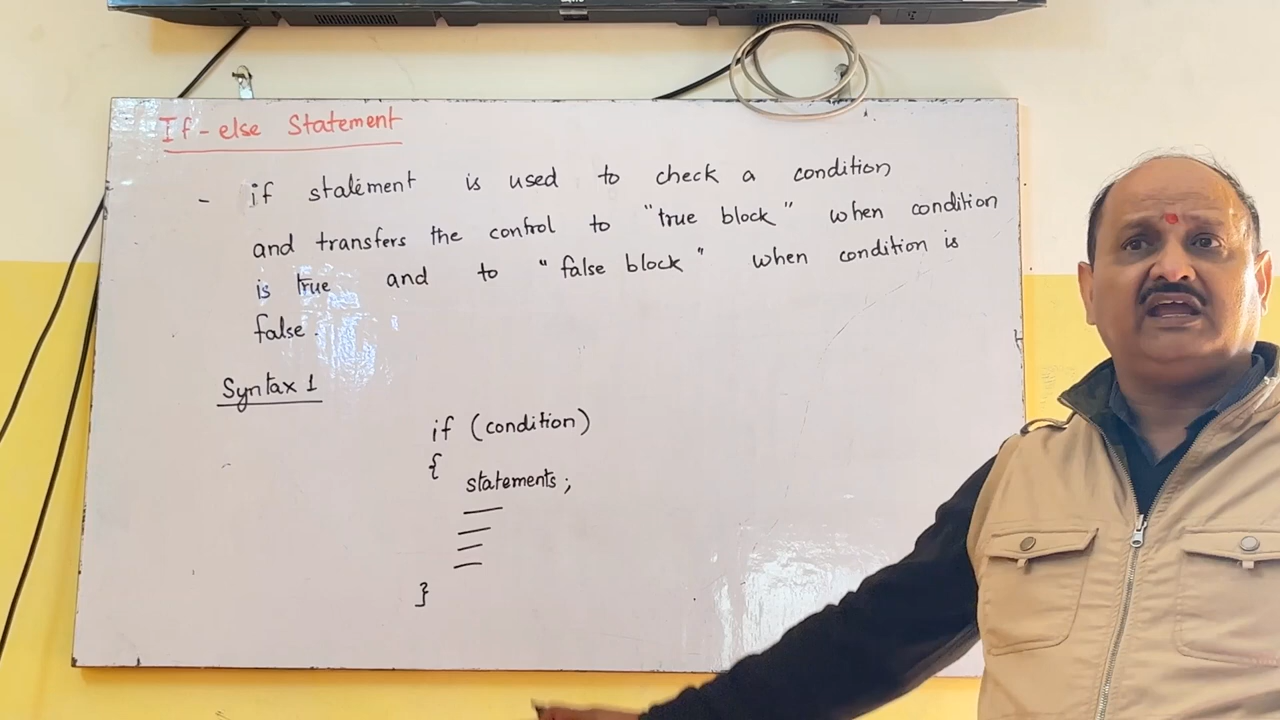 If-else Statement
- if statement is used to check a condition
and transfers the control to "true block" when condition
is true and to "false block" when condition is
false.
Syntax 1
if (condition)
{
statements;
}